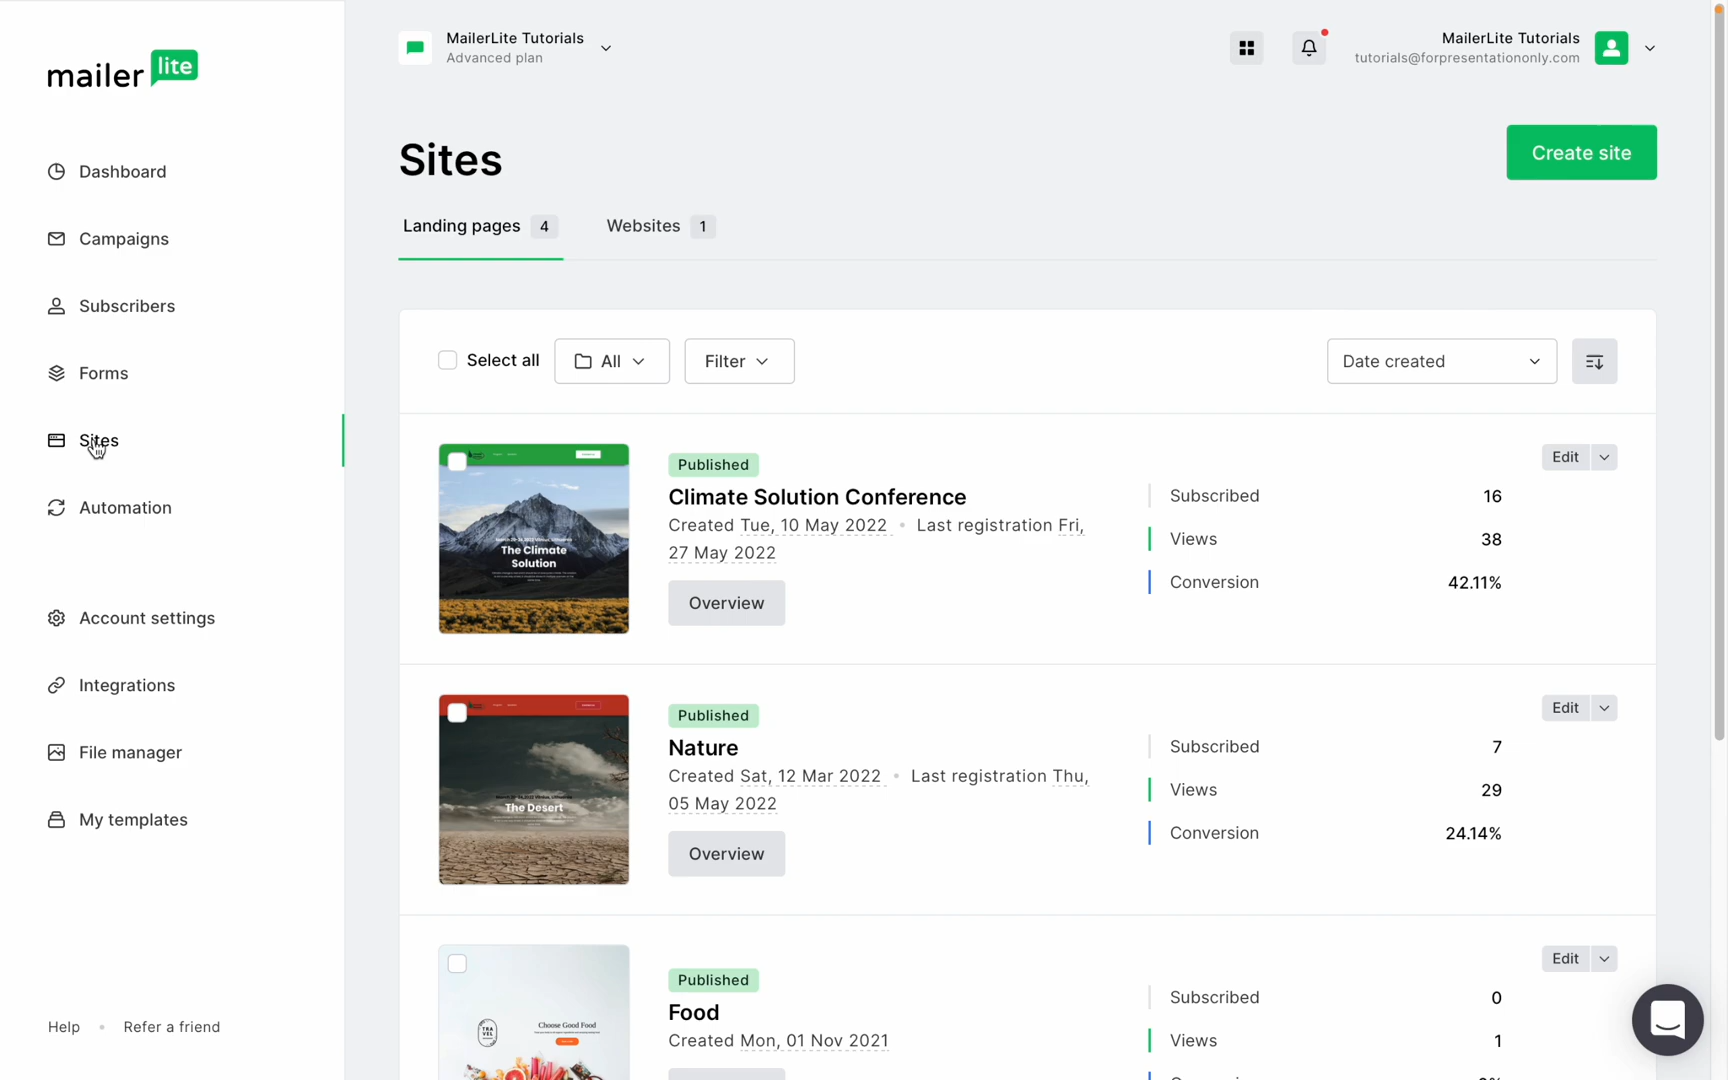 mailer lite
MailerLite Tutorials
Advanced plan
MailerLite Tutorials
tutorials@forpresentationonly.com
Dashboard
Campaigns
Subscribers
Forms
Sites
Automation
Account settings
Integrations
File manager
My templates
Help • Refer a friend
Sites
Create site
Landing pages 4
Websites 1
Select all
All
Filter
Date created
The Climate
Solution
Published
Climate Solution Conference
Created Tue, 10 May 2022 • Last registration Fri,
27 May 2022
Overview
Subscribed 16
Views 38
Conversion 42.11%
Edit
The Desert
Published
Nature
Created Sat, 12 Mar 2022 • Last registration Thu,
05 May 2022
Overview
Subscribed 7
Views 29
Conversion 24.14%
Edit
TRA
VEL
Choose Good Food
Published
Food
Created Mon, 01 Nov 2021
Subscribed 0
Views 1
Edit